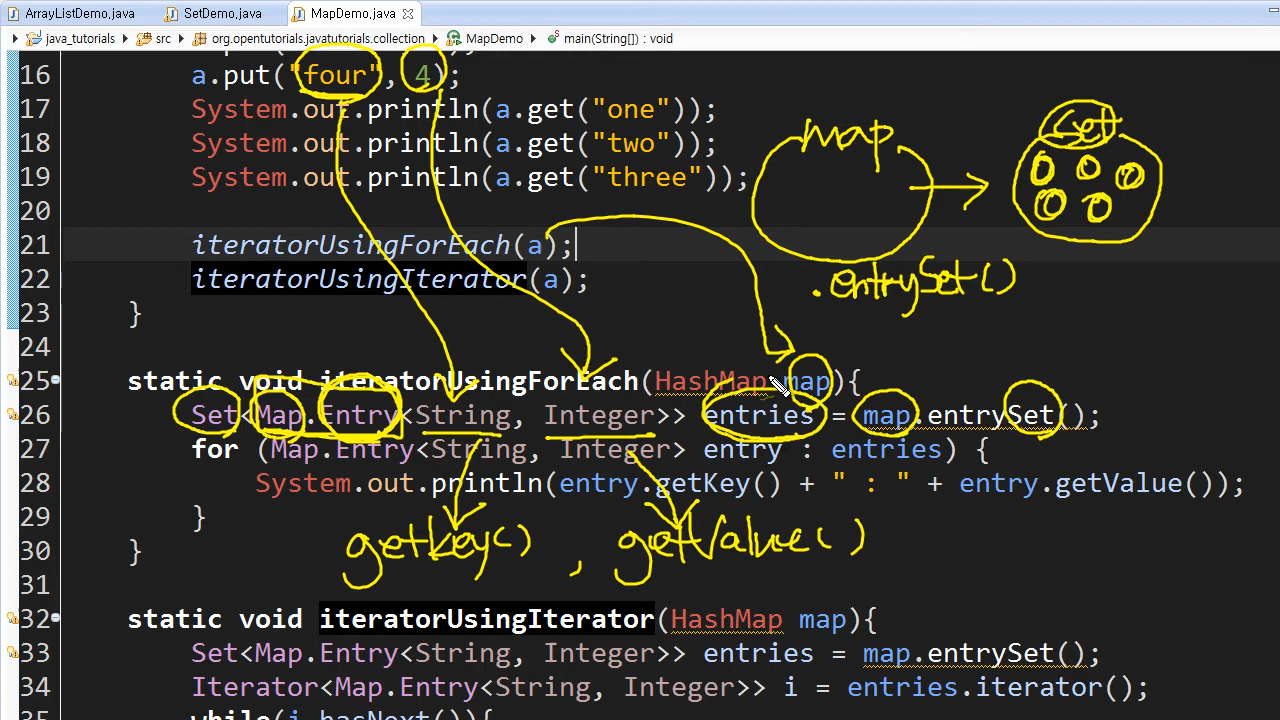 ArrayListDemo.java SetDemo.java MapDemo.java
java_tutorials src org.opentutorials.javatutorials.collection MapDemo main(String[]) : void
16 a.put("four", 4);
17 System.out.println(a.get("one"));
18 System.out.println(a.get("two"));
19 System.out.println(a.get("three"));
map
Set
20
21 iteratorUsingForEach(a);
22 iteratorUsingIterator(a);
.entrySet()
23 }
24
25 static void iteratorUsingForEach(HashMap map){
26 Set<Map.Entry<String, Integer>> entries = map.entrySet();
27 for (Map.Entry<String, Integer> entry : entries) {
28 System.out.println(entry.getKey() + " : " + entry.getValue());
29 }
getkey() , getValue()
30 }
31
32 static void iteratorUsingIterator(HashMap map){
33 Set<Map.Entry<String, Integer>> entries = map.entrySet();
34 Iterator<Map.Entry<String, Integer>> i = entries.iterator();
35 while(i.hasNext()){